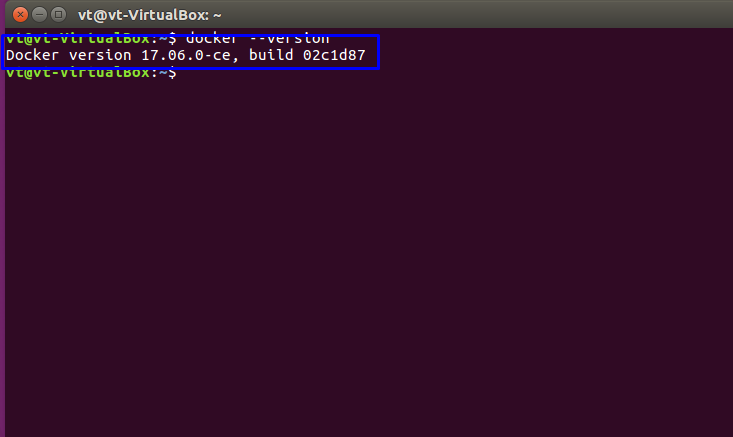 vt@vt-VirtualBox: ~
vt@vt-VirtualBox:~$ docker --version
Docker version 17.06.0-ce, build 02c1d87
vt@vt-VirtualBox:~$